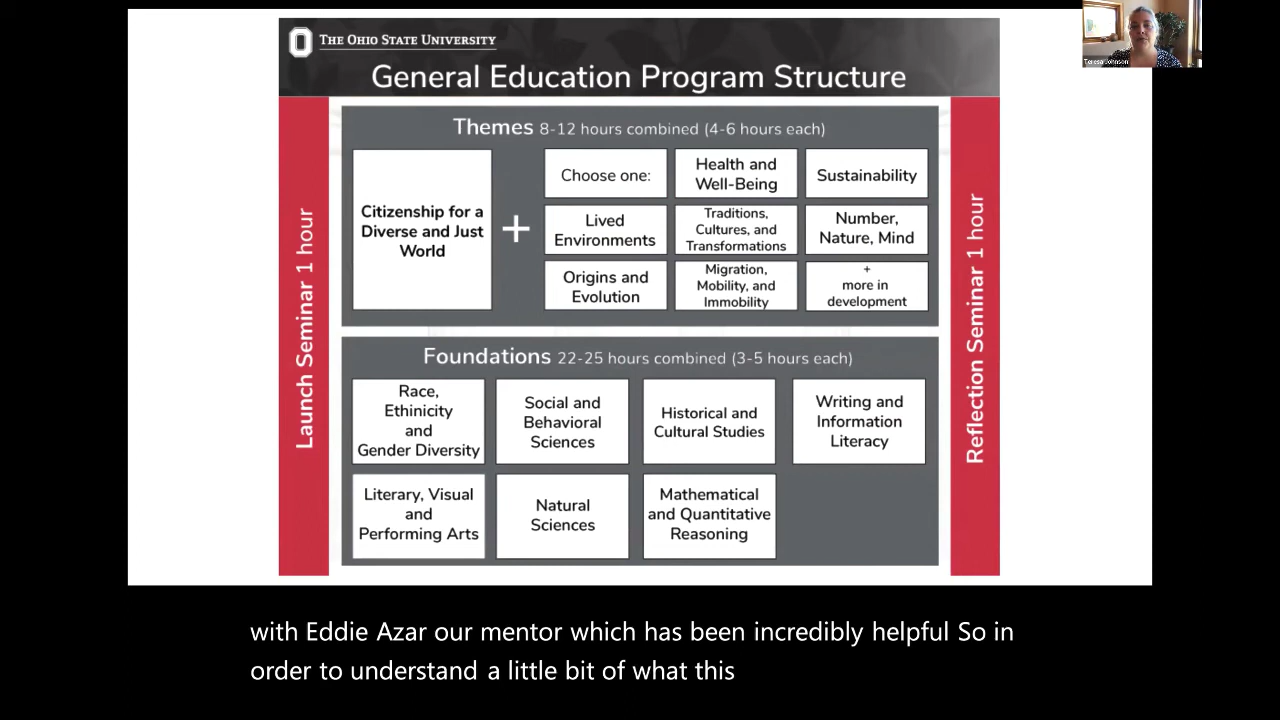 THE OHIO STATE UNIVERSITY
General Education Program Structure
Teresa Johnson
Launch Seminar 1 hour
Themes 8-12 hours combined (4-6 hours each)
Citizenship for a
Diverse and Just
World
+
Choose one:
Health and
Well-Being
Sustainability
Lived
Environments
Traditions,
Cultures, and
Transformations
Number,
Nature, Mind
Origins and
Evolution
Migration,
Mobility, and
Immobility
+
more in
development
Foundations 22-25 hours combined (3-5 hours each)
Race,
Ethinicity
and
Gender Diversity
Social and
Behavioral
Sciences
Historical and
Cultural Studies
Writing and
Information
Literacy
Literary, Visual
and
Performing Arts
Natural
Sciences
Mathematical
and Quantitative
Reasoning
Reflection Seminar 1 hour
with Eddie Azar our mentor which has been incredibly helpful So in
order to understand a little bit of what this